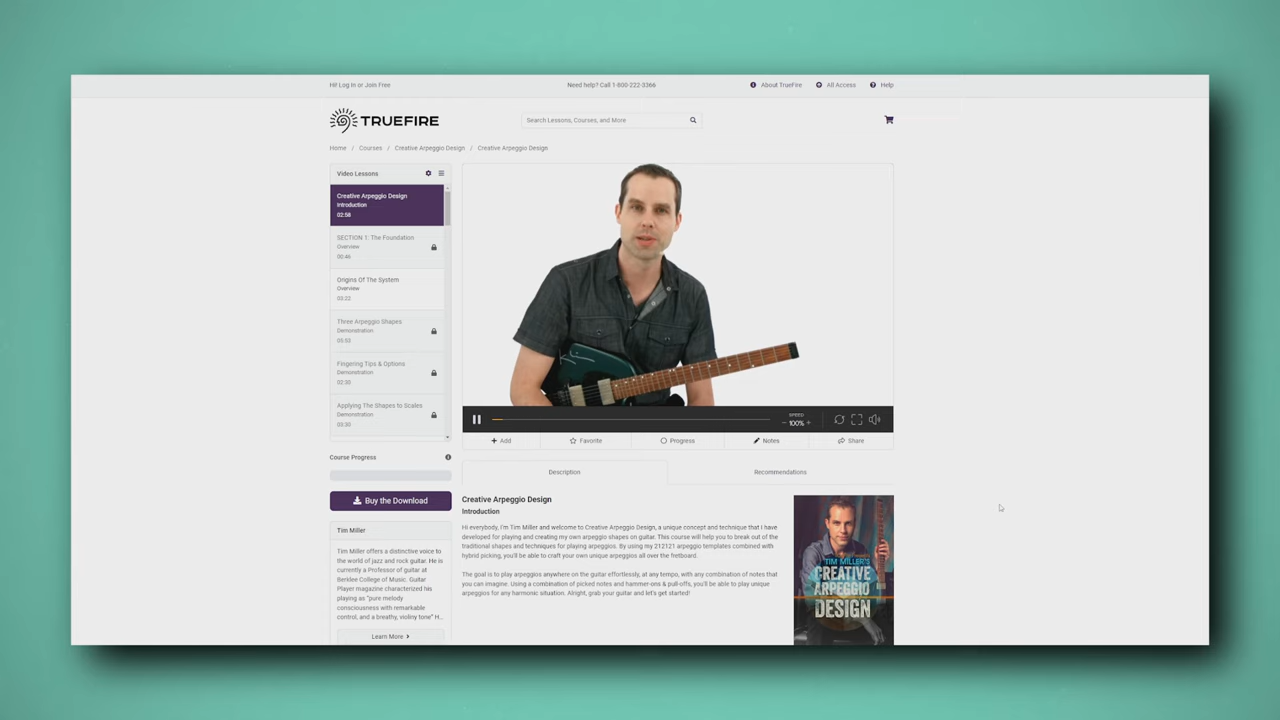 Hi! Log In or Join Free
Need help? Call 1-800-222-3366
About TrueFire
All Access
Help
TRUEFIRE
Search Lessons, Courses, and More
Home / Courses / Creative Arpeggio Design / Creative Arpeggio Design
Video Lessons
Creative Arpeggio Design
Introduction
02:58
SECTION 1: The Foundation
Overview
00:46
Origins Of The System
Overview
03:22
Three Arpeggio Shapes
Demonstration
Fingering Tips & Options
Demonstration
02:30
Applying The Shapes to Scales
Demonstration
03:30
SPEED
− 100% +
Add
Favorite
Progress
Notes
Share
Course Progress
Buy the Download
Description
Recommendations
Creative Arpeggio Design
Introduction
Hi everybody, I'm Tim Miller and welcome to Creative Arpeggio Design, a unique concept and technique that I have
developed for playing and creating my own arpeggio shapes on guitar. This course will help you to break out of the
traditional shapes and techniques for playing arpeggios. By using my 212121 arpeggio templates combined with
hybrid picking, you'll be able to craft your own unique arpeggios all over the fretboard.
The goal is to play arpeggios anywhere on the guitar effortlessly, at any tempo, with any combination of notes that
you can imagine. Using a combination of picked notes and hammer-ons & pull-offs, you'll be able to play unique
arpeggios for any harmonic situation. Alright, grab your guitar and let's get started!
Tim Miller
Tim Miller offers a distinctive voice to
the world of jazz and rock guitar. He is
currently a Professor of guitar at
Berklee College of Music. Guitar
Player magazine characterized his
playing as "pure melody
consciousness with remarkable
control, and a breathy, violiny tone" H...
Learn More
TIM MILLER'S
CREATIVE
ARPEGGIO
DESIGN